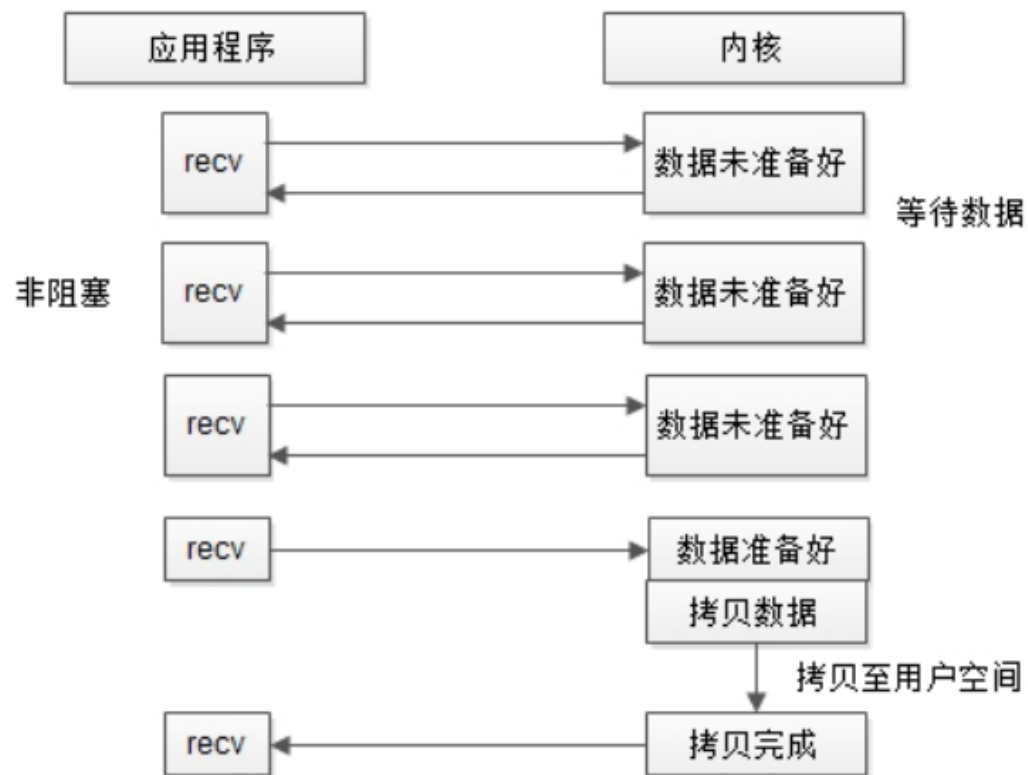 应用程序
内核
recv
数据未准备好
等待数据
非阻塞
recv
数据未准备好
recv
数据未准备好
recv
数据准备好
拷贝数据
拷贝至用户空间
recv
拷贝完成